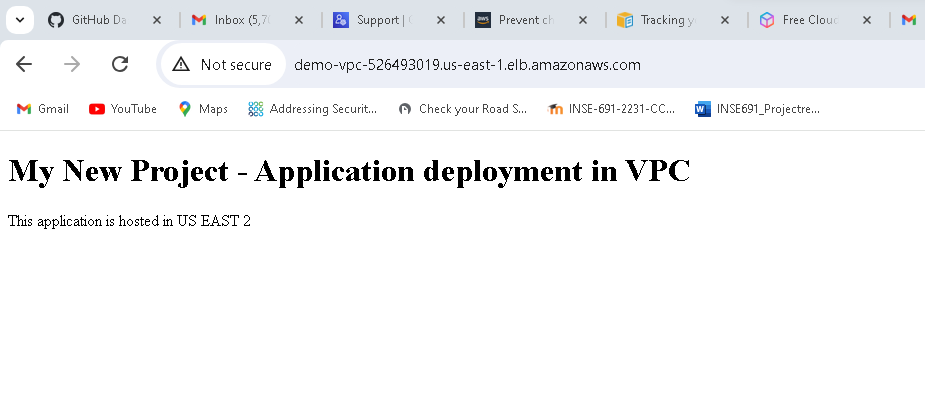 GitHub Da
Inbox (5,7
Support | (
Prevent ch
Tracking y
Free Clou
Not secure
demo-vpc-526493019.us-east-1.elb.amazonaws.com
Gmail
YouTube
Maps
Addressing Securit...
Check your Road S...
INSE-691-2231-CC...
INSE691_Projectre...
My New Project - Application deployment in VPC
This application is hosted in US EAST 2